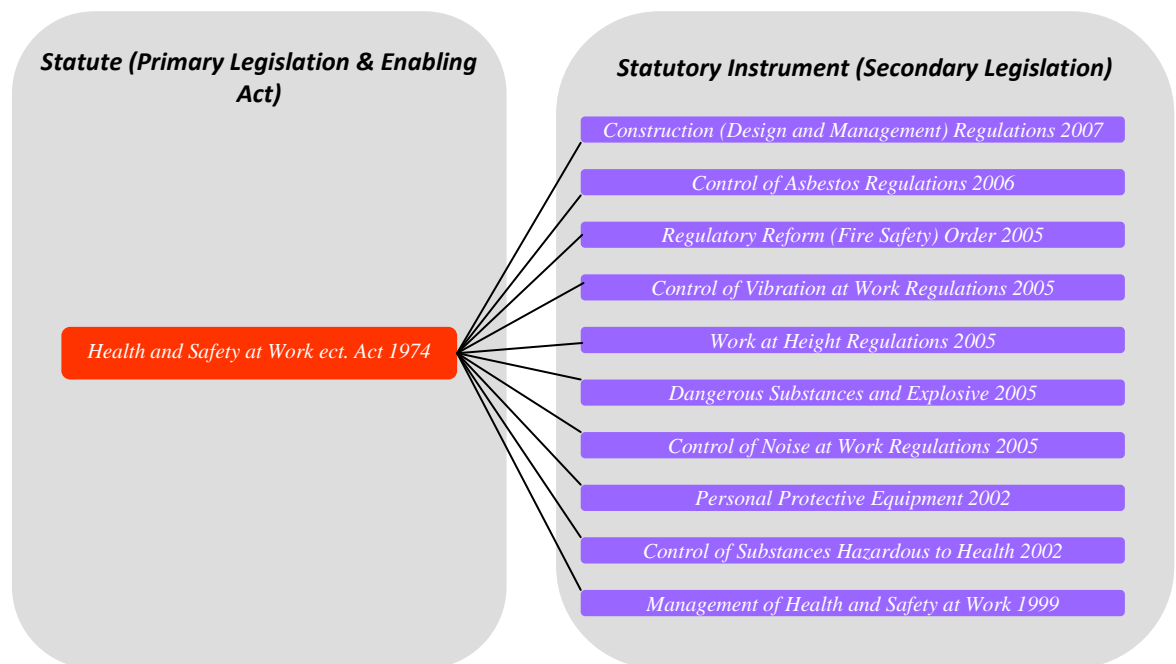 Statute (Primary Legislation & Enabling
Act)
Health and Safety at Work ect. Act 1974
Statutory Instrument (Secondary Legislation)
Construction (Design and Management) Regulations 2007
Control of Asbestos Regulations 2006
Regulatory Reform (Fire Safety) Order 2005
Control of Vibration at Work Regulations 2005
Work at Height Regulations 2005
Dangerous Substances and Explosive 2005
Control of Noise at Work Regulations 2005
Personal Protective Equipment 2002
Control of Substances Hazardous to Health 2002
Management of Health and Safety at Work 1999